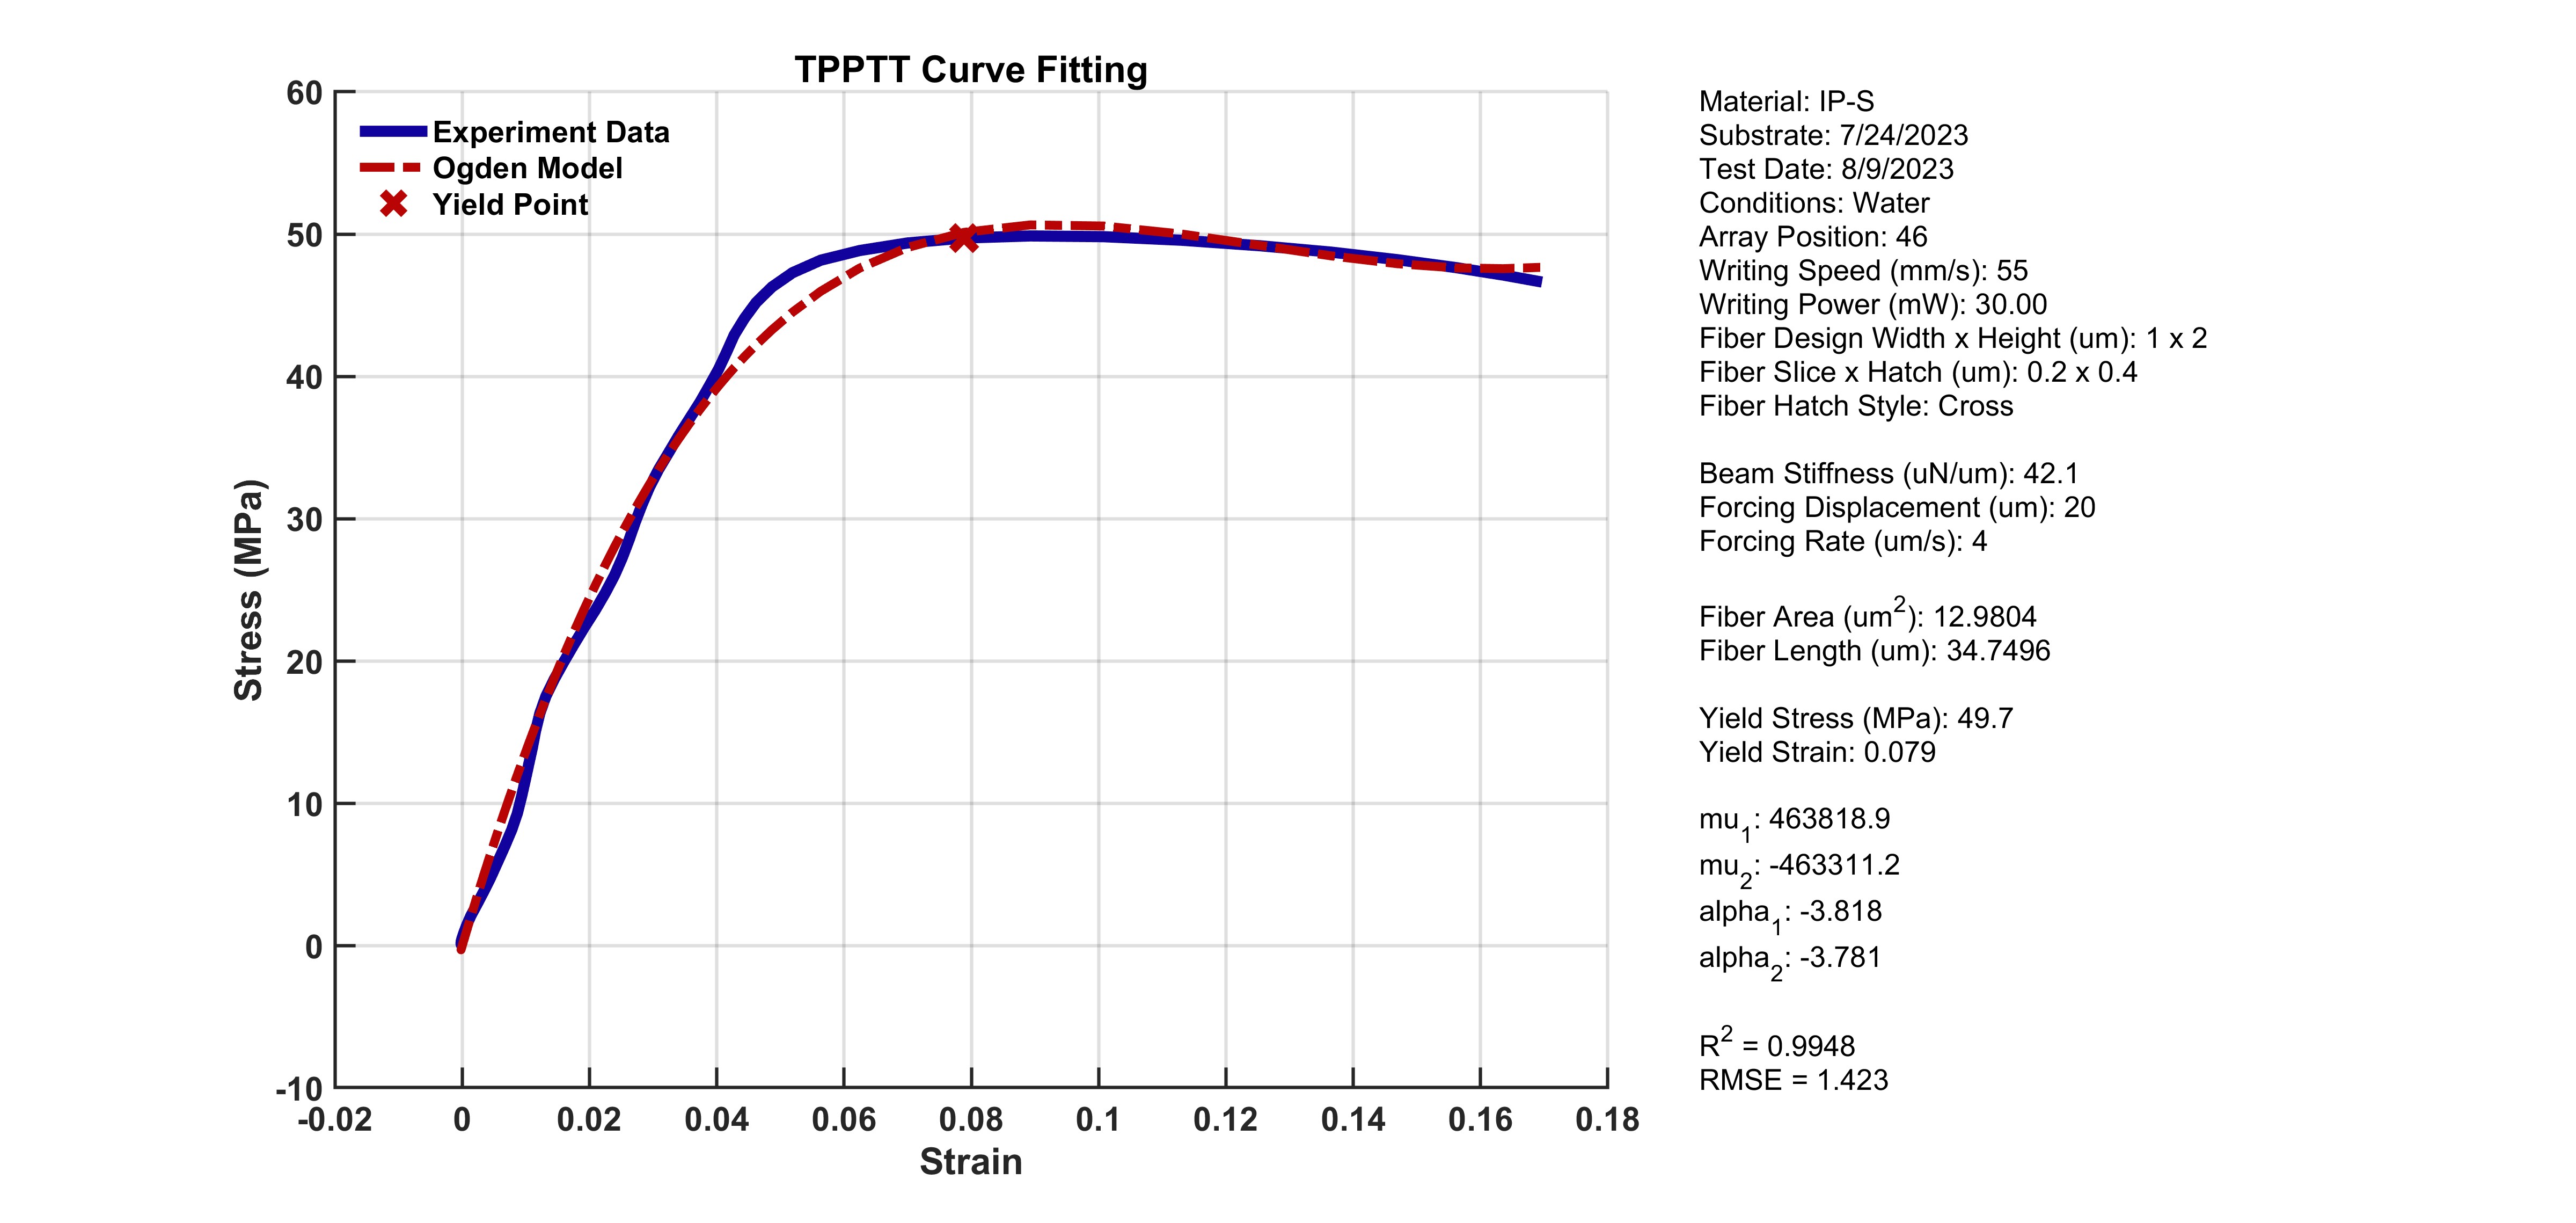 TPPTT Curve Fitting
60
50
40
30
20
10
0
-10
Stress (MPa)
Experiment Data
Ogden Model
Yield Point
-0.02 0 0.02 0.04 0.06 0.08 0.1 0.12 0.14 0.16 0.18
Strain
Material: IP-S
Substrate: 7/24/2023
Test Date: 8/9/2023
Conditions: Water
Array Position: 46
Writing Speed (mm/s): 55
Writing Power (mW): 30.00
Fiber Design Width x Height (um): 1 x 2
Fiber Slice x Hatch (um): 0.2 x 0.4
Fiber Hatch Style: Cross
Beam Stiffness (uN/um): 42.1
Forcing Displacement (um): 20
Forcing Rate (um/s): 4
Fiber Area (um²): 12.9804
Fiber Length (um): 34.7496
Yield Stress (MPa): 49.7
Yield Strain: 0.079
mu₁: 463818.9
mu₂: -463311.2
alpha₁: -3.818
alpha₂: -3.781
R² = 0.9948
RMSE = 1.423